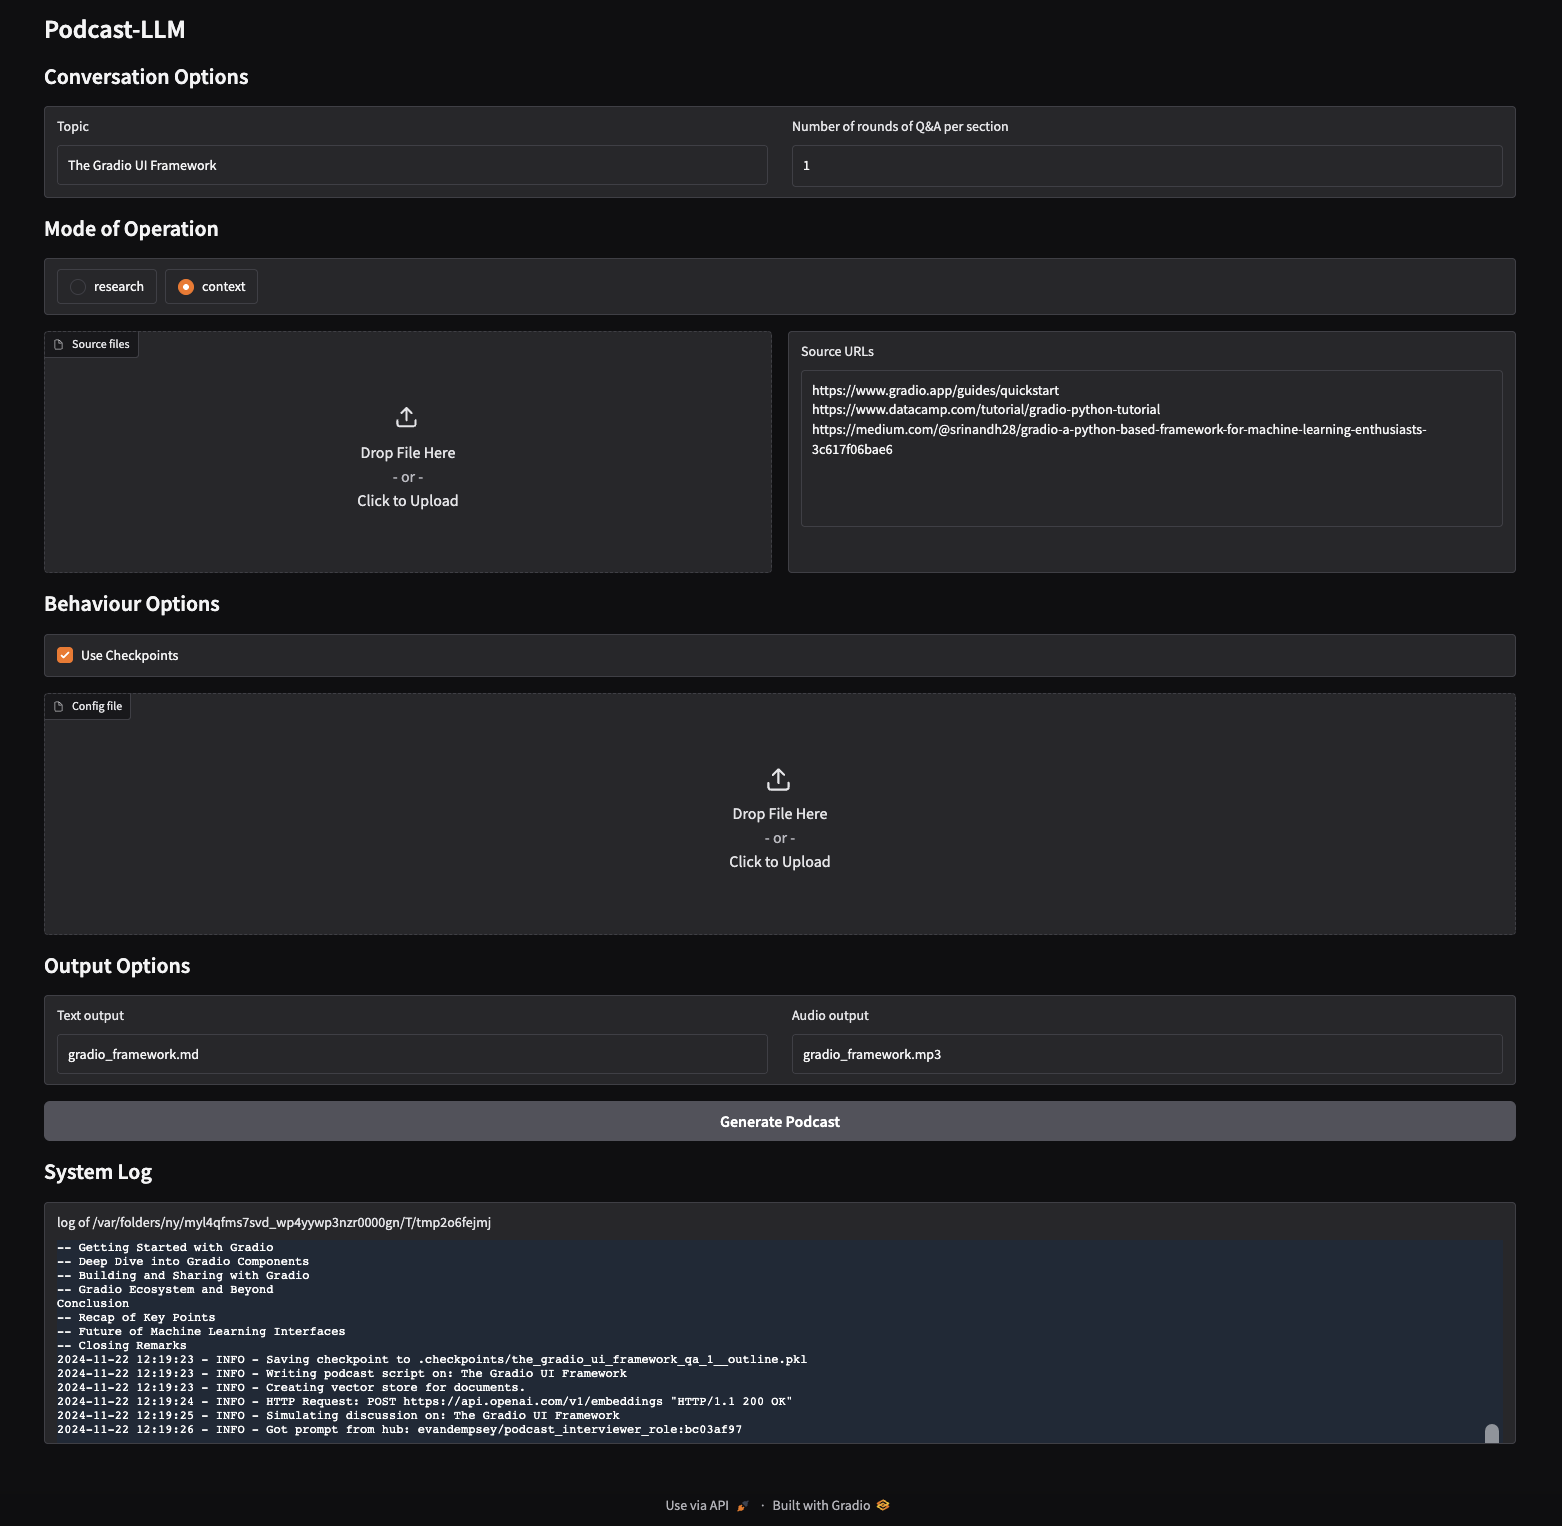 Podcast-LLM
Conversation Options
Topic
Number of rounds of Q&A per section
The Gradio UI Framework
1
Mode of Operation
research
context
Source files
Drop File Here
- or -
Click to Upload
Source URLs
https://www.gradio.app/guides/quickstart
https://www.datacamp.com/tutorial/gradio-python-tutorial
https://medium.com/@srinandh28/gradio-a-python-based-framework-for-machine-learning-enthusiasts-
3c617f06bae6
Behaviour Options
Use Checkpoints
Config file
Drop File Here
- or -
Click to Upload
Output Options
Text output
Audio output
gradio_framework.md
gradio_framework.mp3
Generate Podcast
System Log
log of /var/folders/ny/myl4qfms7svd_wp4yywp3nzr0000gn/T/tmp2o6fejmj
-- Getting Started with Gradio
-- Deep Dive into Gradio Components
-- Building and Sharing with Gradio
-- Gradio Ecosystem and Beyond
Conclusion
-- Recap of Key Points
-- Future of Machine Learning Interfaces
-- Closing Remarks
2024-11-22 12:19:23 - INFO - Saving checkpoint to .checkpoints/the_gradio_ui_framework_qa_1__outline.pkl
2024-11-22 12:19:23 - INFO - Writing podcast script on: The Gradio UI Framework
2024-11-22 12:19:23 - INFO - Creating vector store for documents.
2024-11-22 12:19:24 - INFO - HTTP Request: POST https://api.openai.com/v1/embeddings "HTTP/1.1 200 OK"
2024-11-22 12:19:25 - INFO - Simulating discussion on: The Gradio UI Framework
2024-11-22 12:19:26 - INFO - Got prompt from hub: evandempsey/podcast_interviewer_role:bc03af97
Use via API · Built with Gradio